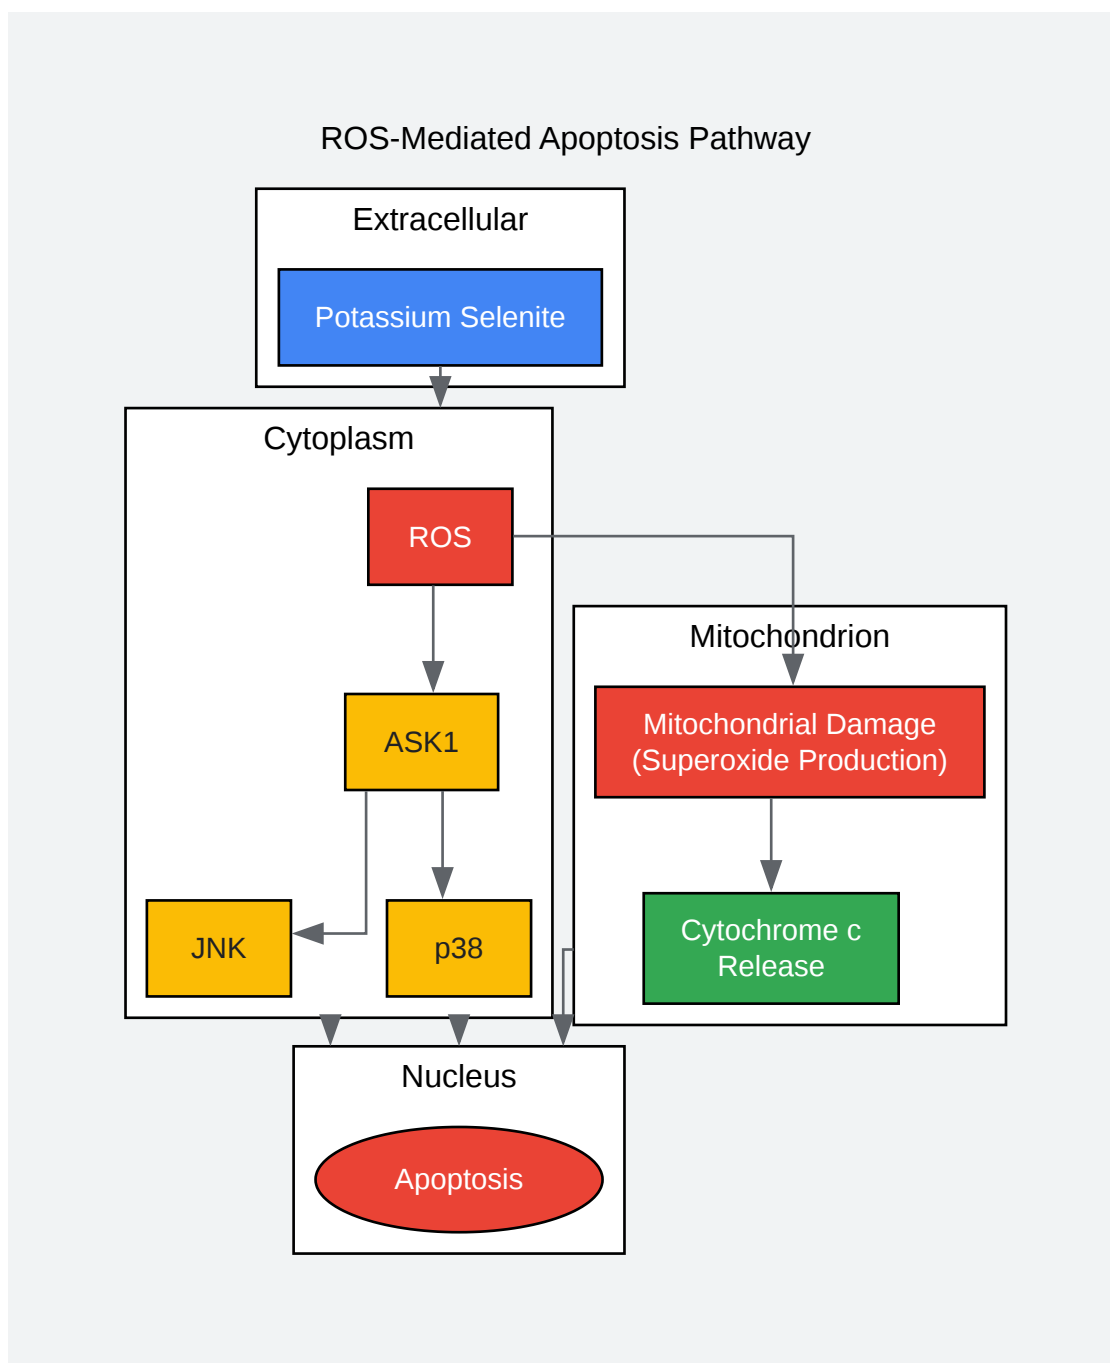 ROS-Mediated Apoptosis Pathway
Extracellular
Potassium Selenite
Cytoplasm
ROS
Mitochondrion
Mitochondrial Damage
(Superoxide Production)
ASK1
JNK
p38
Cytochrome c
Release
Nucleus
Apoptosis